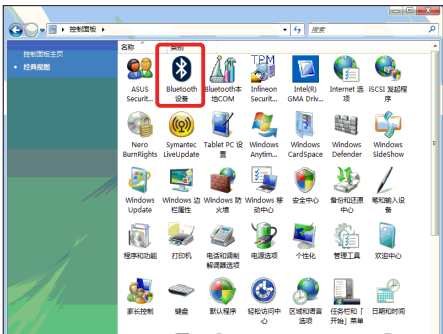 控制面板
搜索
控制面板主页
经典视图
名称 类别
ASUS Securit...
Bluetooth 设备
Bluetooth本地COM
Infineon Securit...
Intel(R) GMA Driv...
Internet 选项
iSCSI 发起程序
Nero BurnRights
Symantec LiveUpdate
Tablet PC 设置
Windows Anytim...
Windows CardSpace
Windows Defender
Windows SideShow
Windows Update
Windows 边栏属性
Windows 防火墙
Windows 移动中心
安全中心
备份和还原中心
笔和输入设备
程序和功能
打印机
电话和调制解调器选项
电源选项
个性化
管理工具
欢迎中心
家长控制
键盘
默认程序
轻松访问中心
区域和语言选项
任务栏和「开始」菜单
日期和时间